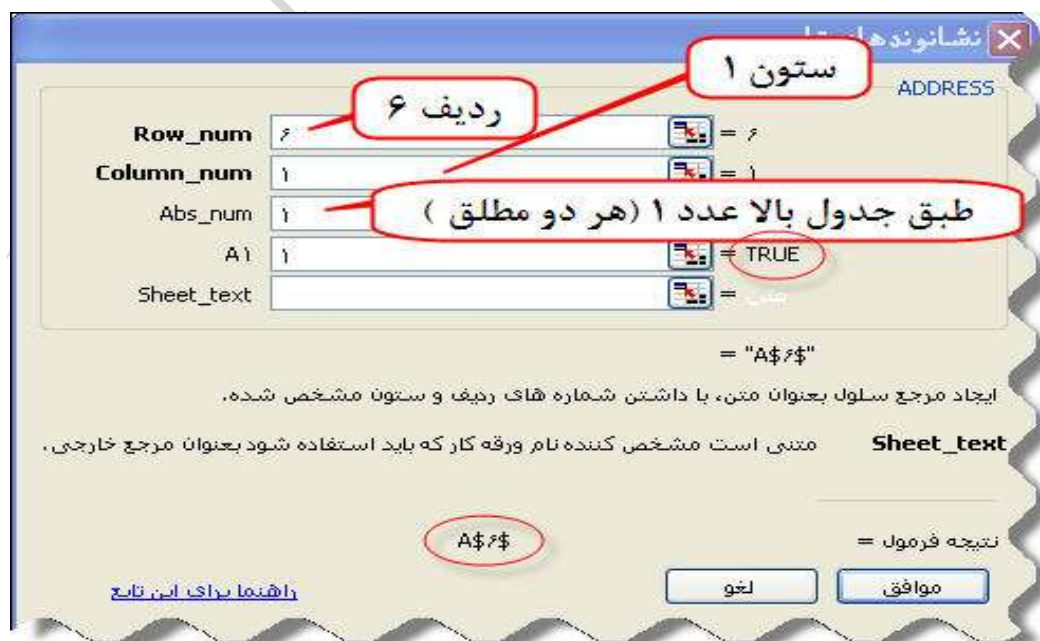 نشانوندهای تا
ADDRESS
ستون ۱
ردیف ۶
Row_num ۶ = ۶
Column_num ۱ = ۱
Abs_num ۱
طبق جدول بالا عدد ۱ (هر دو مطلق )
A۱ ۱ = TRUE
Sheet_text = متن
= "A$۶$"
ایجاد مرجع سلول بعنوان متن، با داشتن شماره های ردیف و ستون مشخص شده.
Sheet_text متنی است مشخص کننده نام ورقه کار که باید استفاده شود بعنوان مرجع خارجی.
نتیجه فرمول = A$۶$
موافق
لغو
راهنما برای این تابع